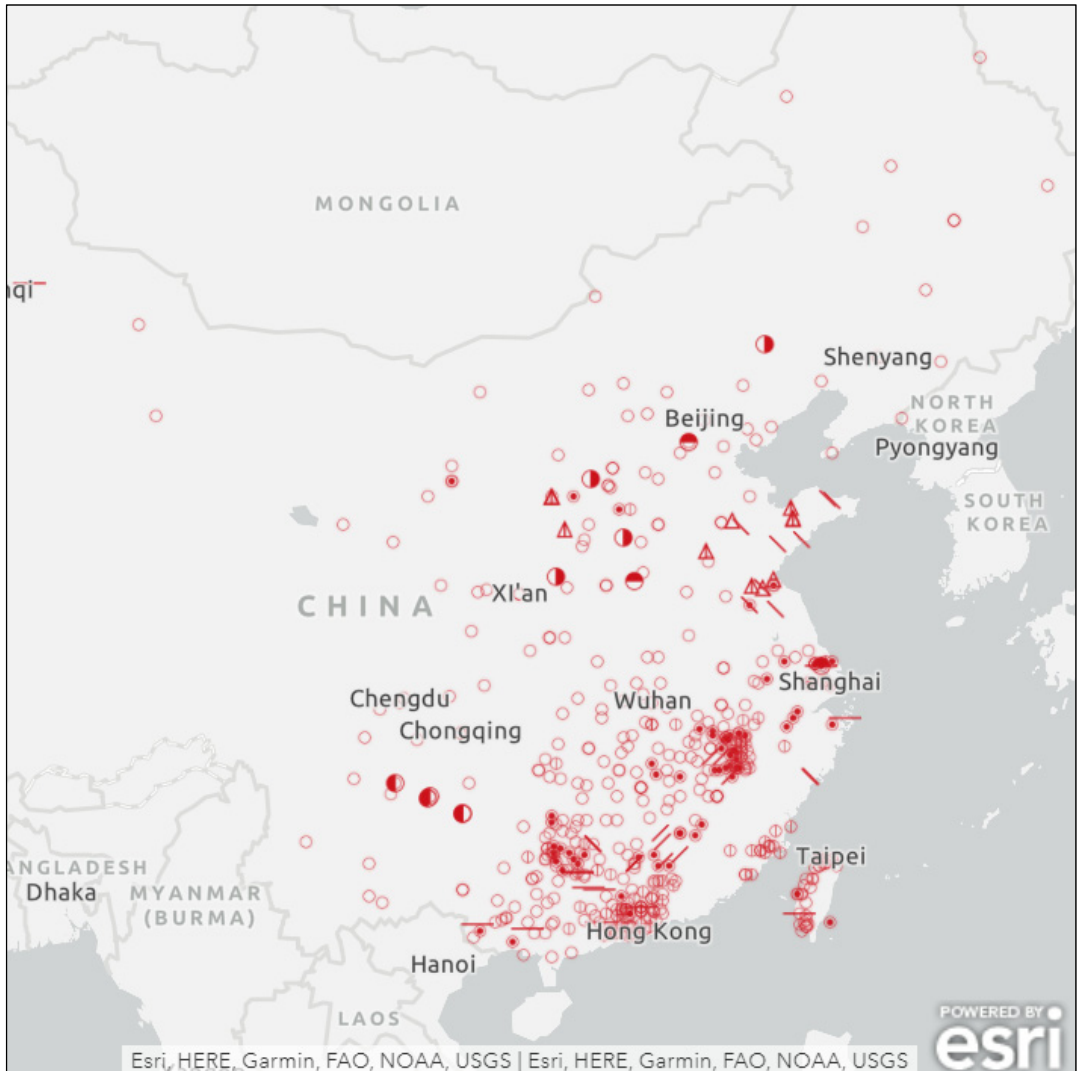 MONGOLIA
qi
Shenyang
NORTH
KOREA
Beijing
Pyongyang
SOUTH
KOREA
XI'an
CHINA
Shanghai
Chengdu
Wuhan
Chongqing
Taipei
ANGLADESH
Dhaka
MYANMAR
(BURMA)
Hong Kong
Hanoi
LAOS
POWERED BY
esri
Esri, HERE, Garmin, FAO, NOAA, USGS | Esri, HERE, Garmin, FAO, NOAA, USGS